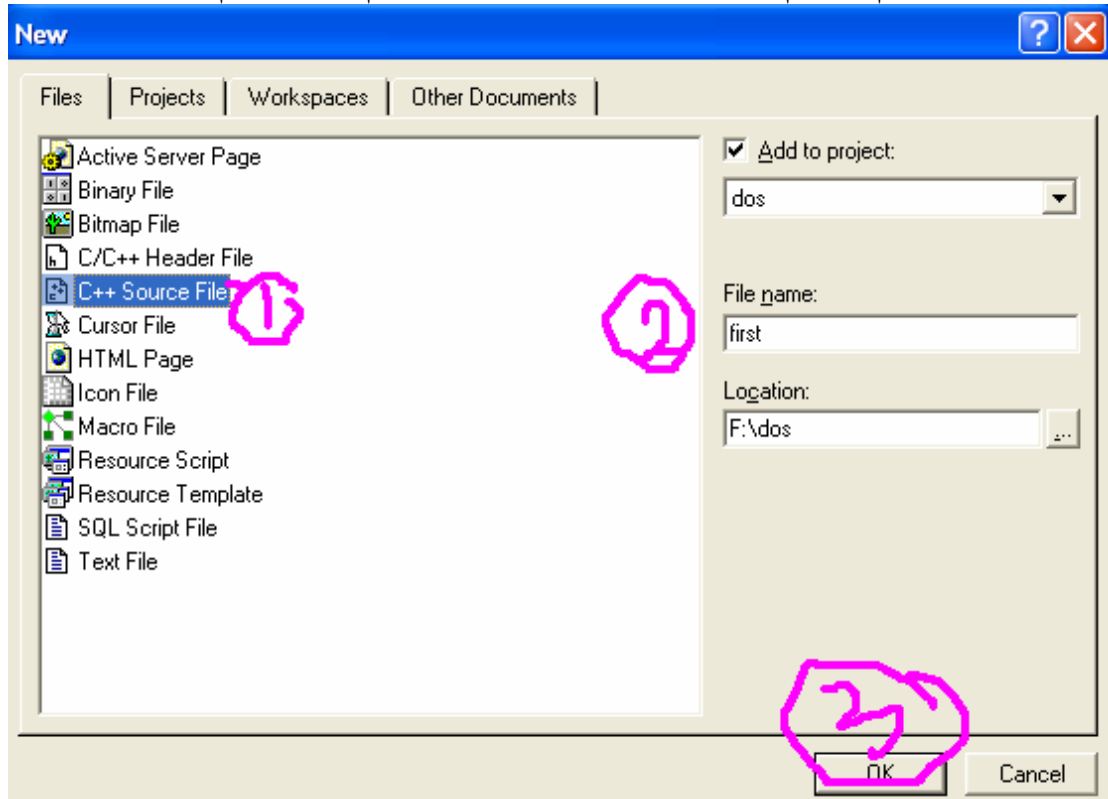 New
Files Projects Workspaces Other Documents
Active Server Page
Binary File
Bitmap File
C/C++ Header File
C++ Source File
Cursor File
HTML Page
Icon File
Macro File
Resource Script
Resource Template
SQL Script File
Text File
1
Add to project:
dos
2
File name:
first
Location:
F:\dos
...
3
OK Cancel